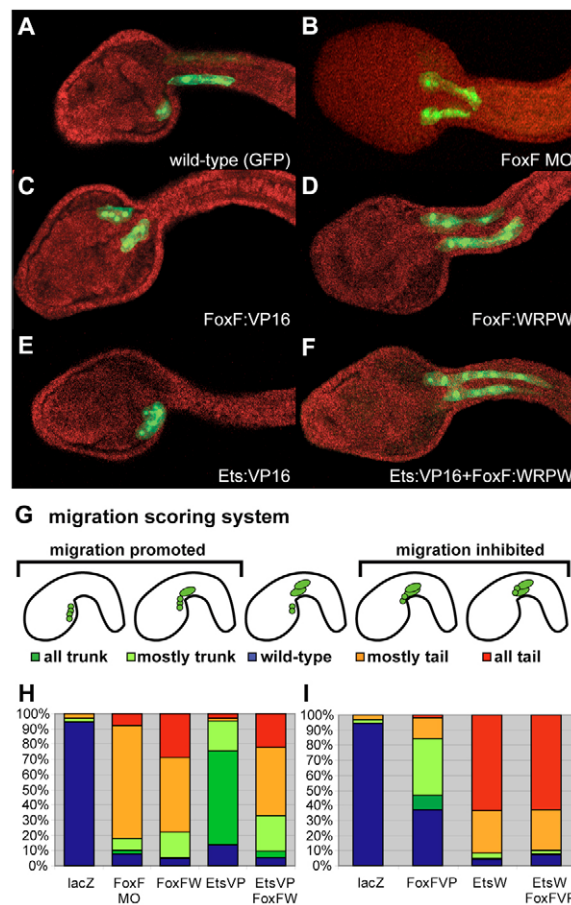 A
wild-type (GFP)
B
FoxF MO
C
FoxF:VP16
D
FoxF:WRPW
E
Ets:VP16
F
Ets:VP16+FoxF:WRPW
G migration scoring system
migration promoted
migration inhibited
all trunk
mostly trunk
wild-type
mostly tail
all tail
H
100%
90%
80%
70%
60%
50%
40%
30%
20%
10%
0%
lacZ
FoxF MO
FoxFW
EtsVP
EtsVP FoxFW
I
100%
90%
80%
70%
60%
50%
40%
30%
20%
10%
0%
lacZ
FoxFVP
EtsW
EtsW FoxFVP